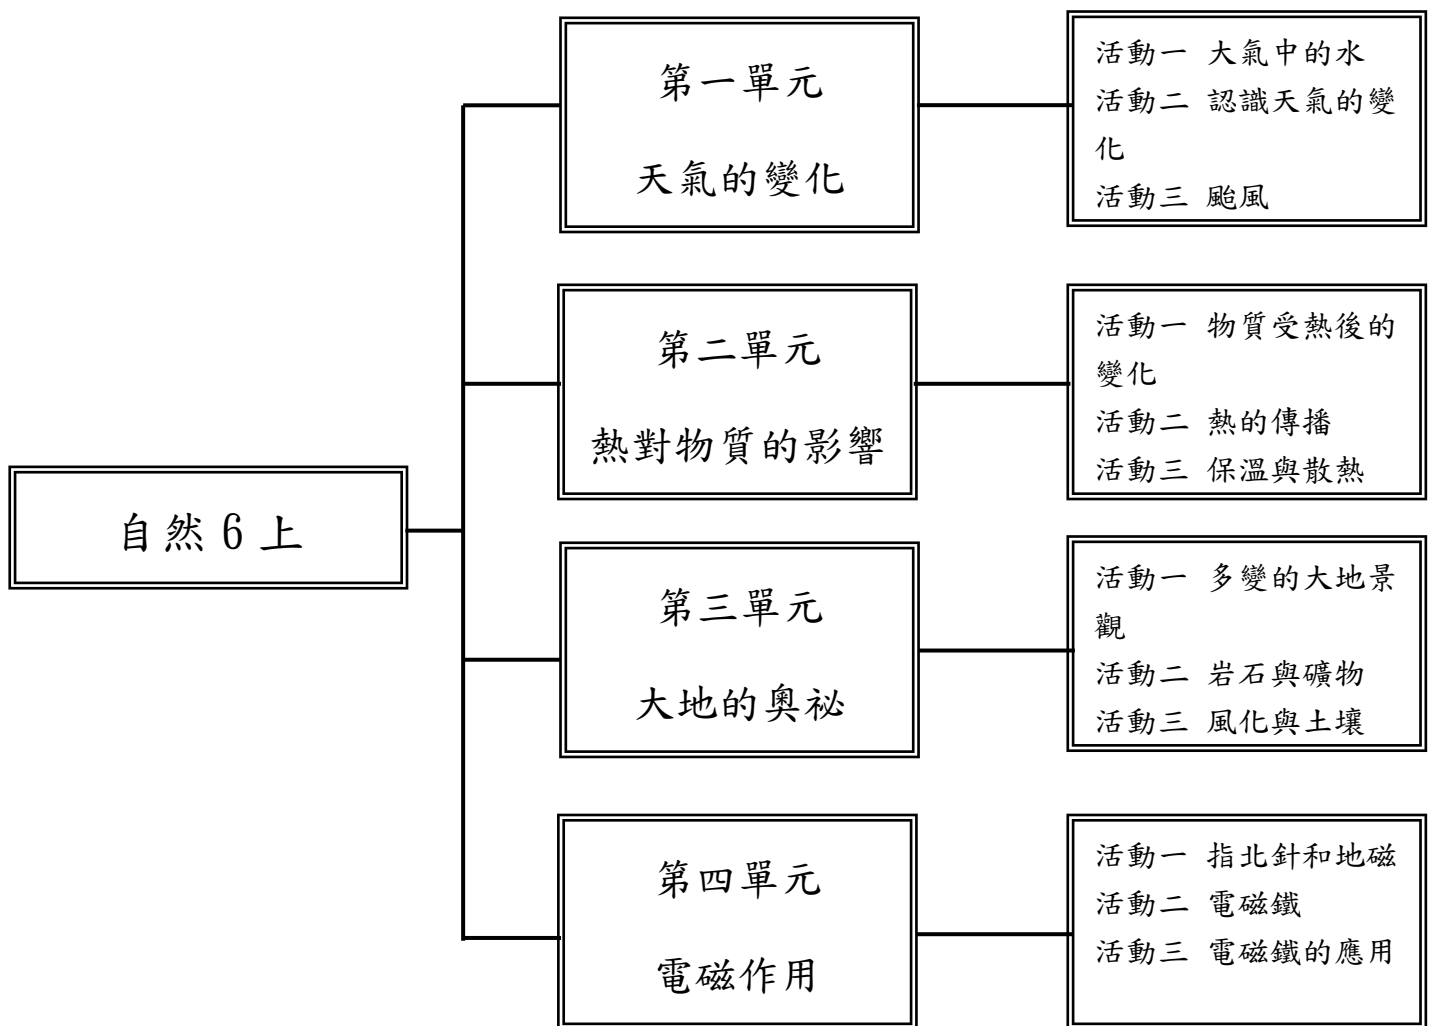 自然 6 上
第一單元
天氣的變化
活動一 大氣中的水
活動二 認識天氣的變
化
活動三 颱風
第二單元
熱對物質的影響
活動一 物質受熱後的
變化
活動二 熱的傳播
活動三 保溫與散熱
第三單元
大地的奧祕
活動一 多變的大地景
觀
活動二 岩石與礦物
活動三 風化與土壤
第四單元
電磁作用
活動一 指北針和地磁
活動二 電磁鐵
活動三 電磁鐵的應用